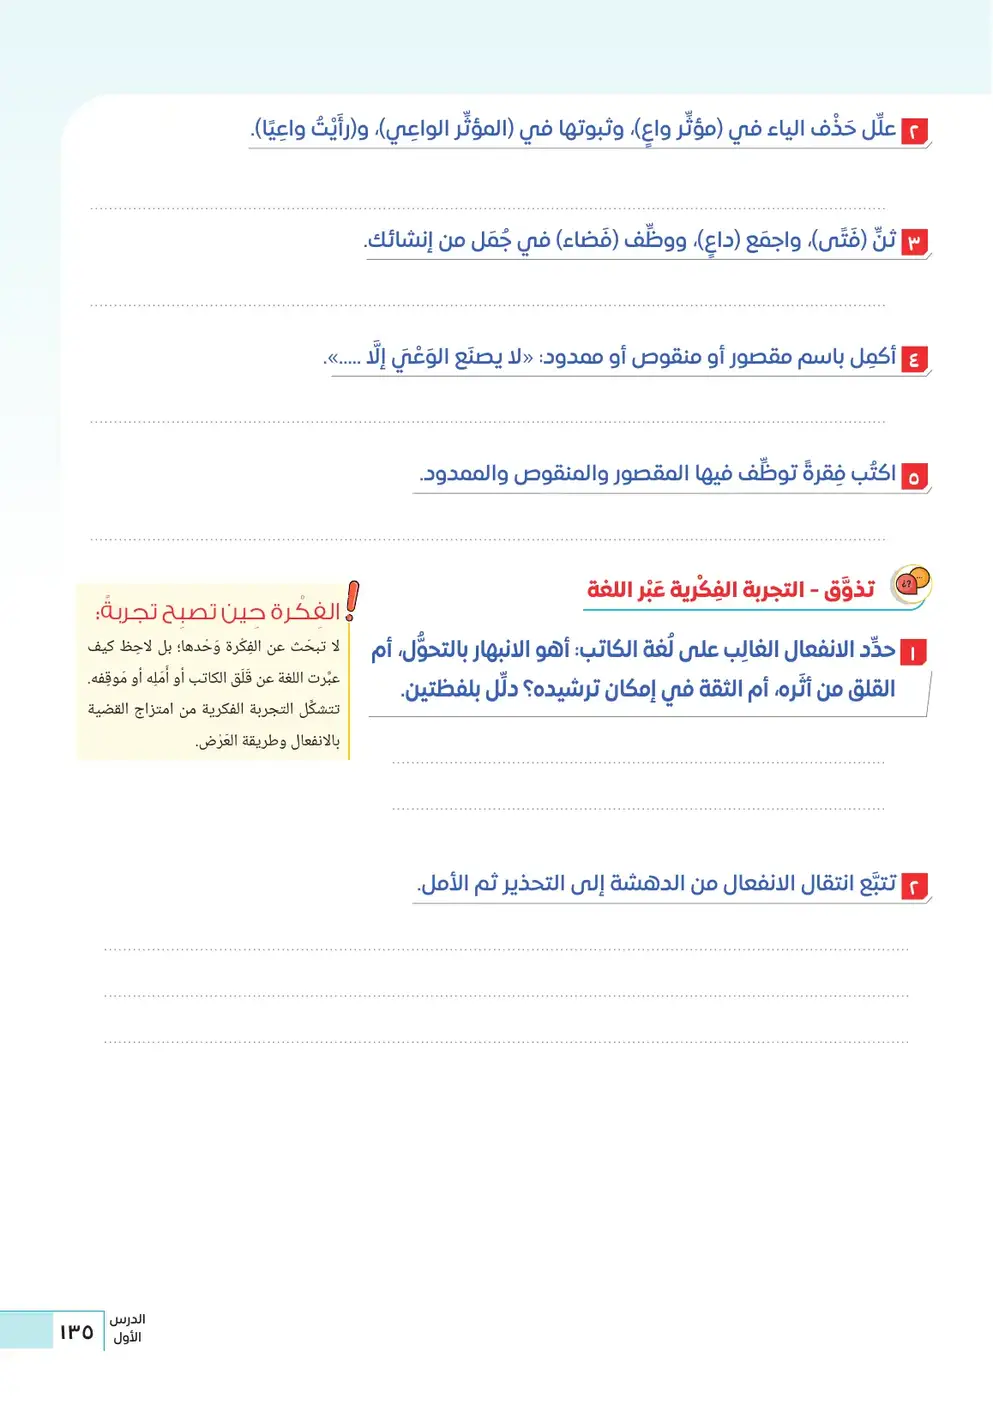 ٢ علِّل حَذْف الياء في (مؤثِّر واعٍ)، وثبوتها في (المؤثِّر الواعِي)، و(رأَيْتُ واعِيًا).
٣ ثنِّ (فَتًى)، واجمَع (داعٍ)، ووظِّف (فَضاء) في جُمَل من إنشائك.
٤ أكمِل باسم مقصور أو منقوص أو ممدود: «لا يصنَع الوَعْيَ إلَّا .....».
٥ اكتُب فِقرةً توظِّف فيها المقصور والمنقوص والممدود.
تذوَّق - التجربة الفِكْرية عَبْر اللغة
١ حدِّد الانفعال الغالِب على لُغة الكاتب: أهو الانبهار بالتحوُّل، أم
القلق من أثَره، أم الثقة في إمكان ترشيده؟ دلِّل بلفظتين.
الفِكْرة حِين تصبِح تجربةً:
لا تبحَث عن الفِكْرة وَحْدها؛ بل لاحِظ كيف
عبَّرت اللغة عن قَلَق الكاتب أو أَمَلِه أو مَوقِفه.
تتشكَّل التجربة الفكرية من امتزاج القضية
بالانفعال وطريقة العَرْض.
٢ تتبَّع انتقال الانفعال من الدهشة إلى التحذير ثم الأمل.
الدرس
الأول
١٣٥